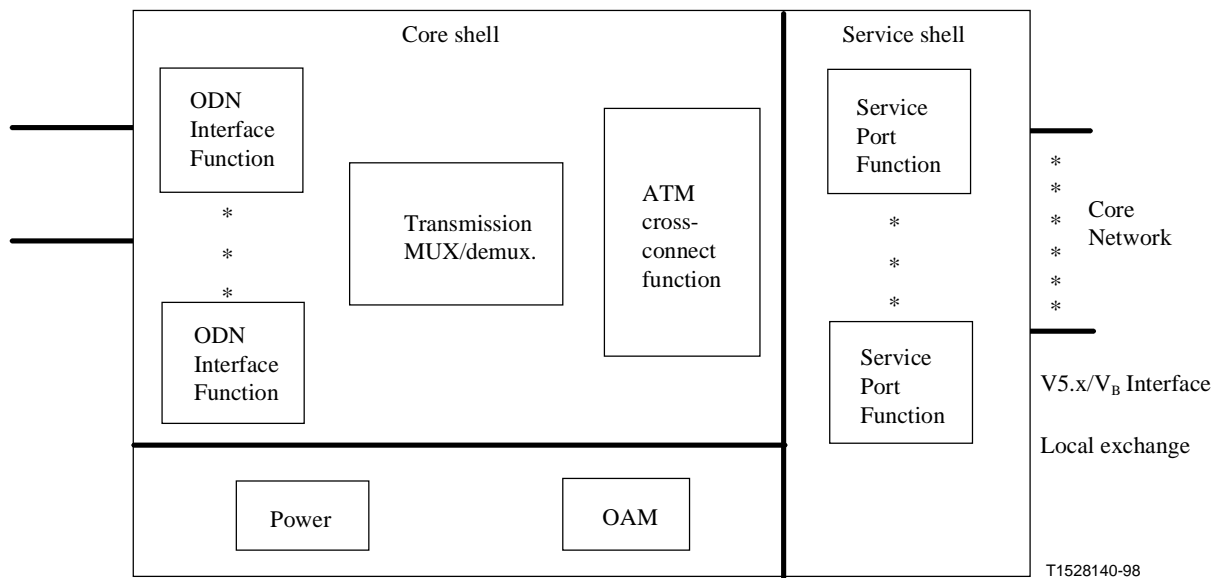 Core shell
Service shell
ODN
Interface
Function
*
*
*
ODN
Interface
Function
Transmission
MUX/demux.
ATM
cross-
connect
function
Service
Port
Function
*
*
*
Service
Port
Function
*
*
*
*
*
*
Core
Network
V5.x/VB Interface
Local exchange
Power
OAM
T1528140-98